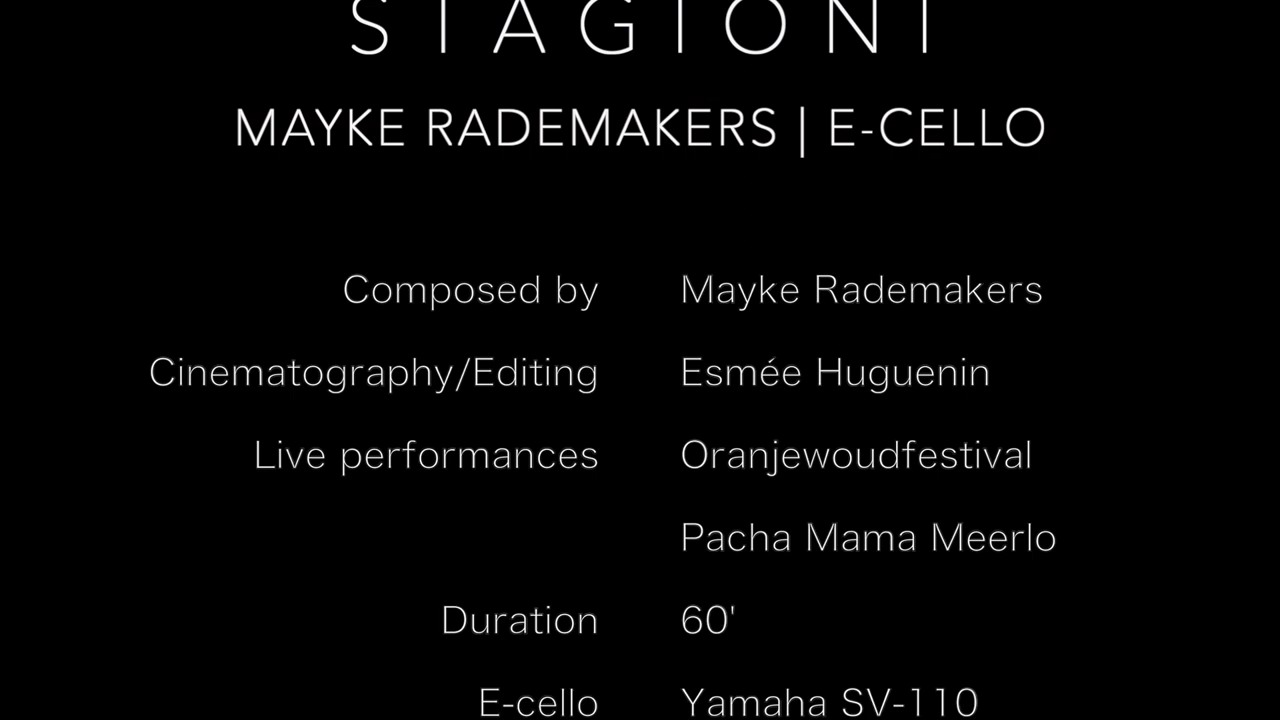 STAGIONI
MAYKE RADEMAKERS | E-CELLO
Composed by Mayke Rademakers
Cinematography/Editing Esmée Huguenin
Live performances Oranjewoudfestival
Pacha Mama Meerlo
Duration 60'
E-cello Yamaha SV-110